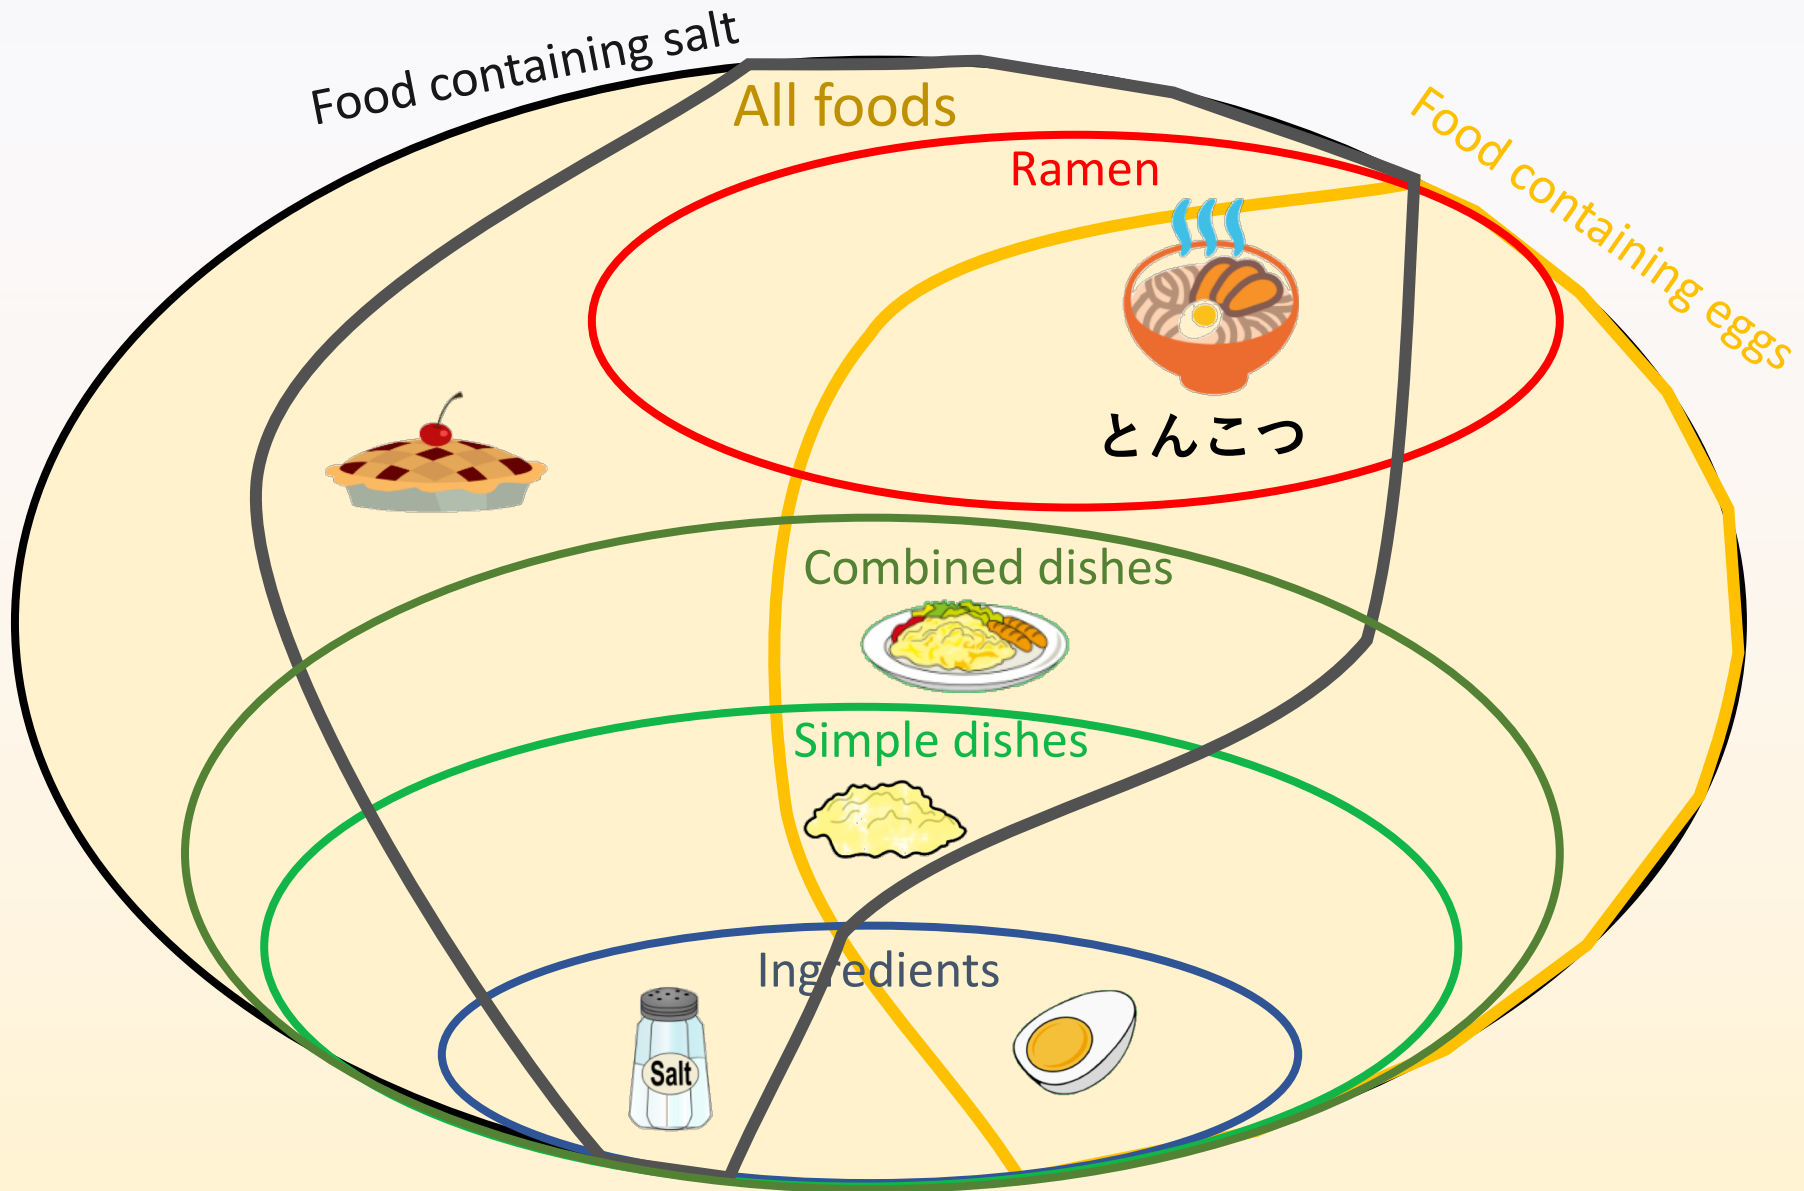 Food containing salt
All foods
Food containing eggs
Ramen
とんこつ
Combined dishes
Simple dishes
Ingredients
Salt